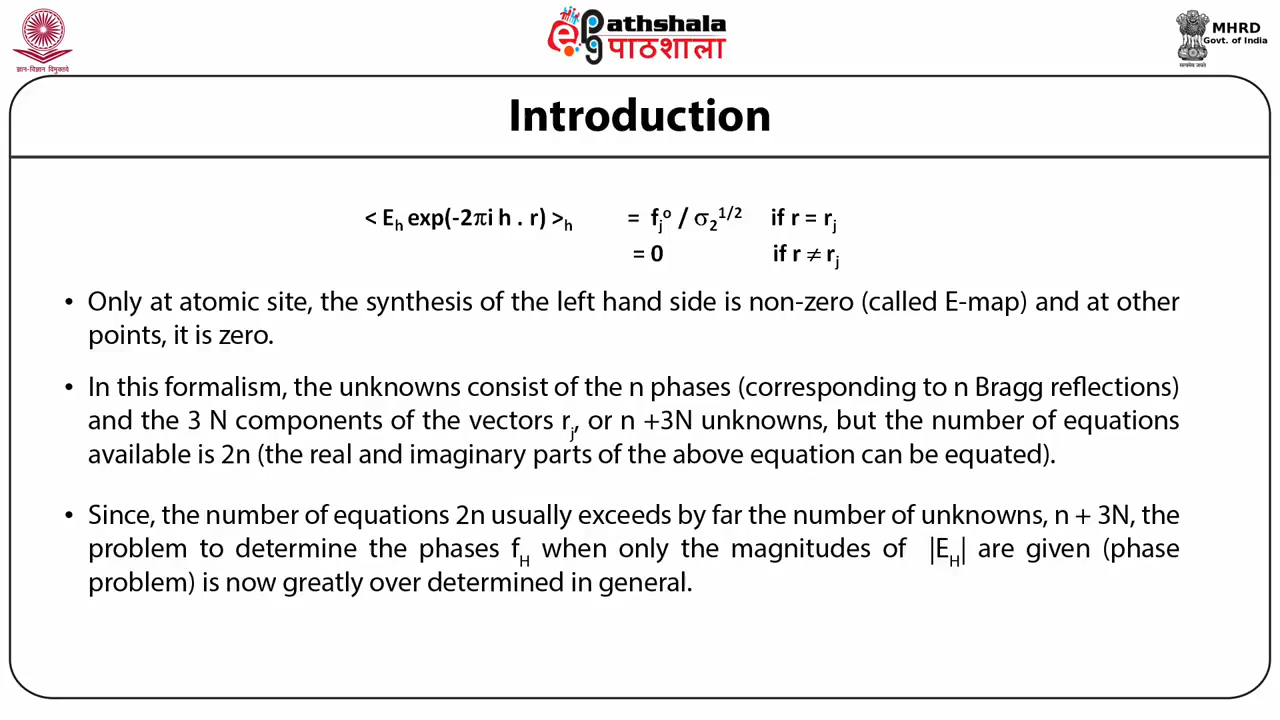 ज्ञान-विज्ञान विमुक्तये
ePg Pathshala
पाठशाला
MHRD
Govt. of India
सत्यमेव जयते
Introduction
< E_h exp(-2πi h . r) >_h = f_j^o / σ_2^1/2 if r = r_j
= 0 if r ≠ r_j
• Only at atomic site, the synthesis of the left hand side is non-zero (called E-map) and at other
points, it is zero.
• In this formalism, the unknowns consist of the n phases (corresponding to n Bragg reflections)
and the 3 N components of the vectors r_j, or n +3N unknowns, but the number of equations
available is 2n (the real and imaginary parts of the above equation can be equated).
• Since, the number of equations 2n usually exceeds by far the number of unknowns, n + 3N, the
problem to determine the phases f_H when only the magnitudes of |E_H| are given (phase
problem) is now greatly over determined in general.